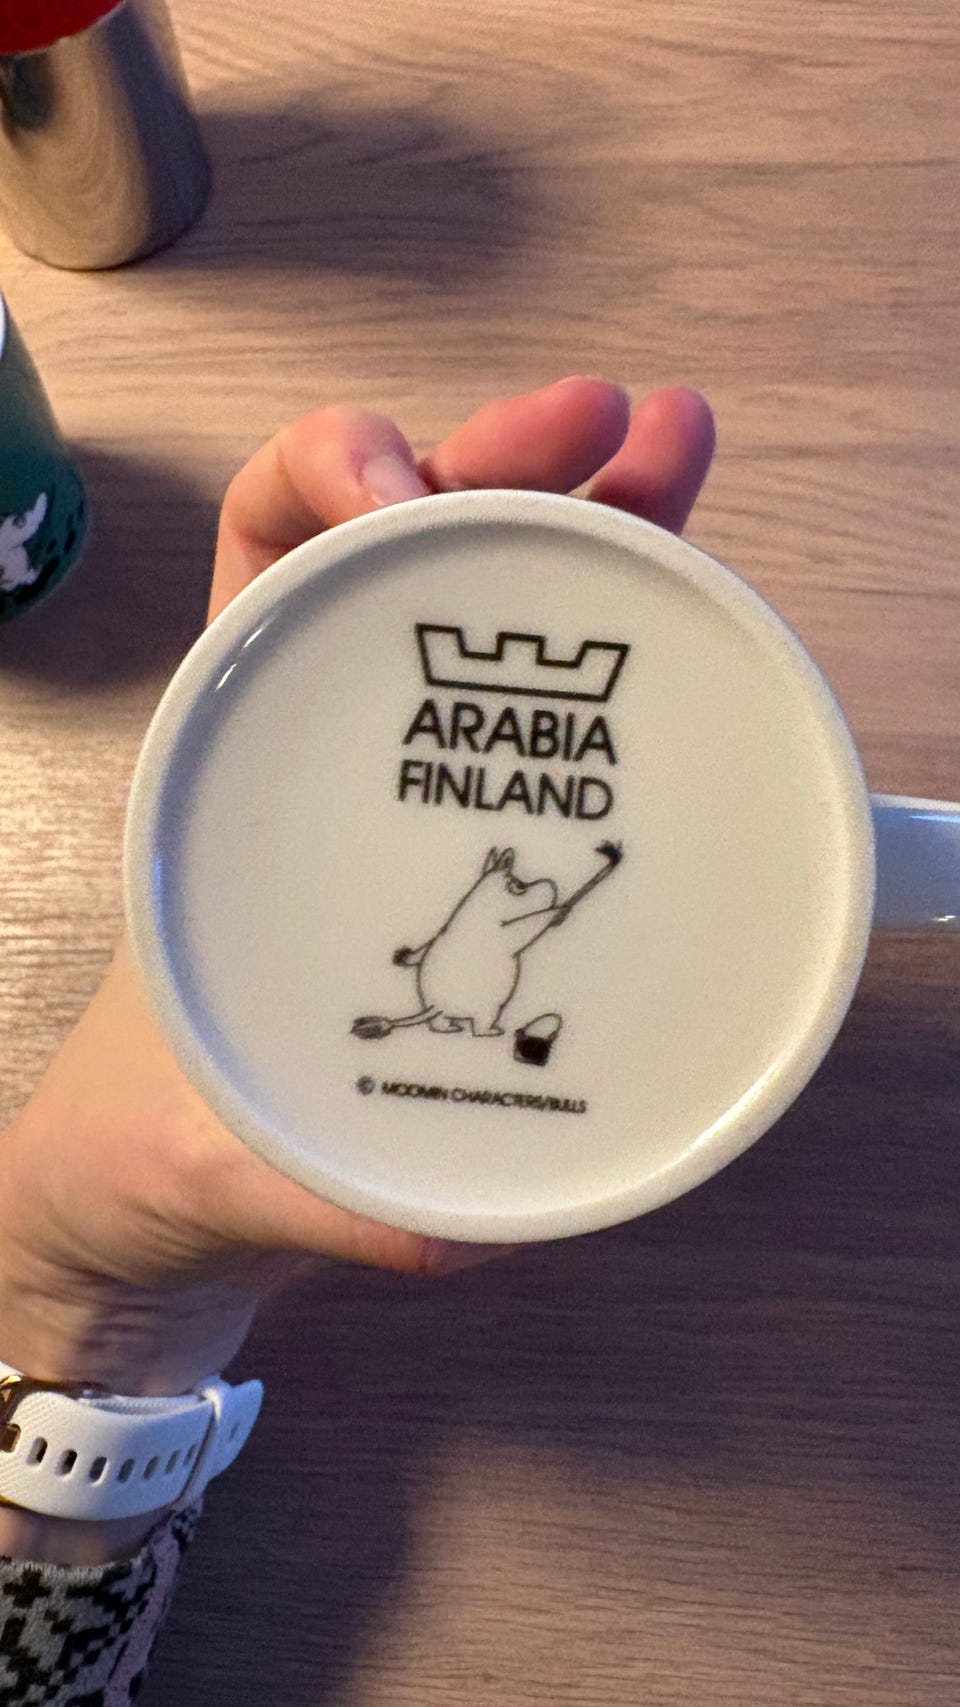 ARABIA
FINLAND
© MOOMIN CHARACTERS/BULLS